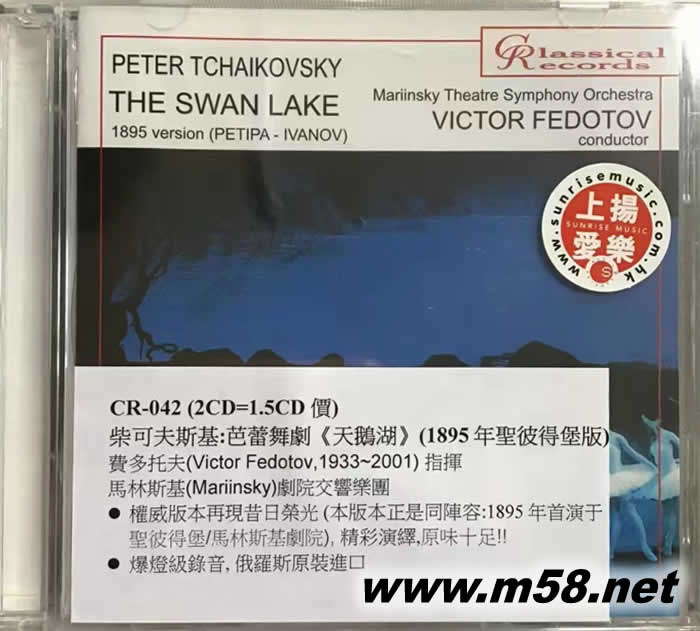 Classical
Records
PETER TCHAIKOVSKY
THE SWAN LAKE
1895 version (PETIPA - IVANOV)
Mariinsky Theatre Symphony Orchestra
VICTOR FEDOTOV
conductor
www.sunrisemusic.com.hk
上揚
SUNRISE MUSIC
愛樂
S
CR-042 (2CD=1.5CD 價)
柴可夫斯基:芭蕾舞劇《天鵝湖》(1895 年聖彼得堡版)
費多托夫(Victor Fedotov,1933~2001) 指揮
馬林斯基(Mariinsky)劇院交響樂團
● 權威版本再現昔日榮光 (本版本正是同陣容:1895 年首演于
聖彼得堡/馬林斯基劇院), 精彩演繹,原味十足!!
● 爆燈級錄音, 俄羅斯原裝進口
www.m58.net